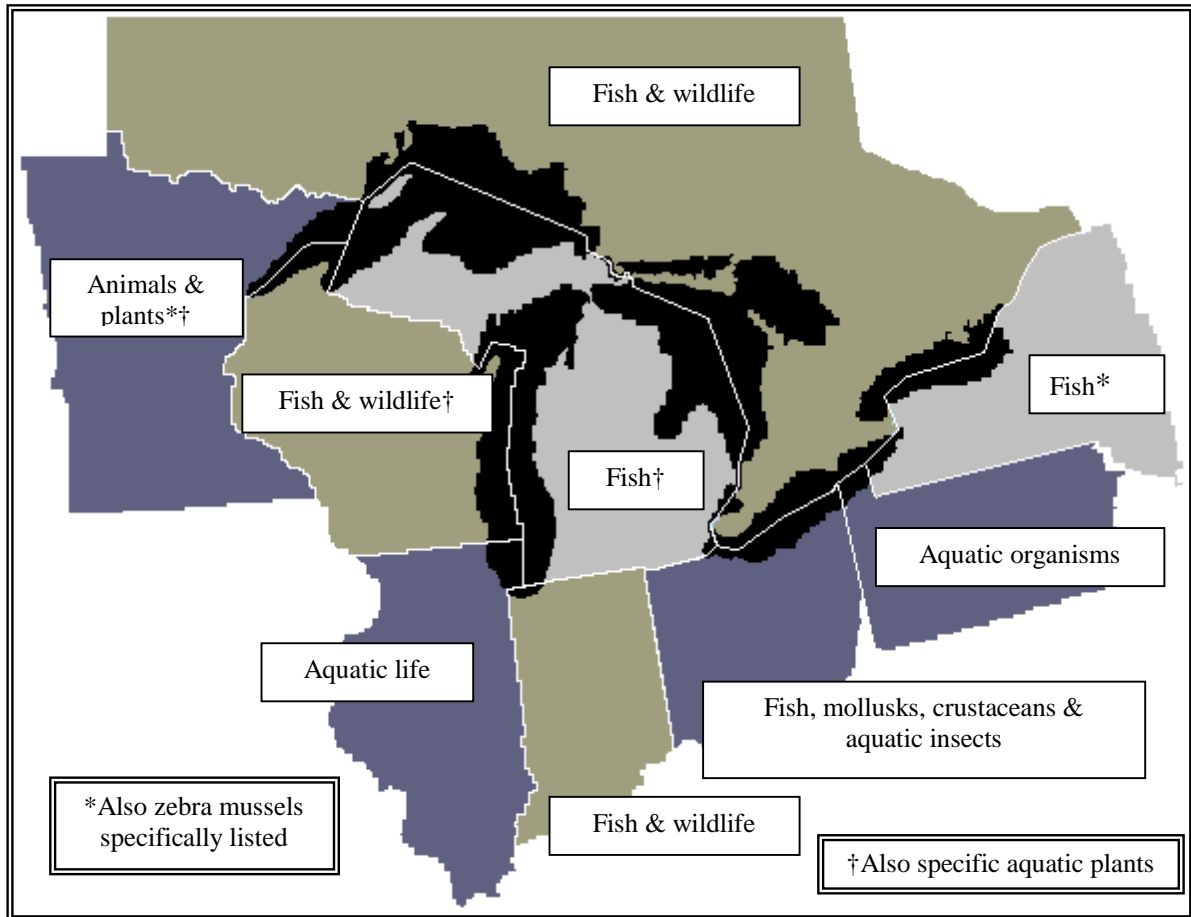 Fish & wildlife
Animals &
plants*†
Fish & wildlife†
Fish*
Fish†
Aquatic organisms
Aquatic life
Fish, mollusks, crustaceans &
aquatic insects
*Also zebra mussels
specifically listed
Fish & wildlife
†Also specific aquatic plants